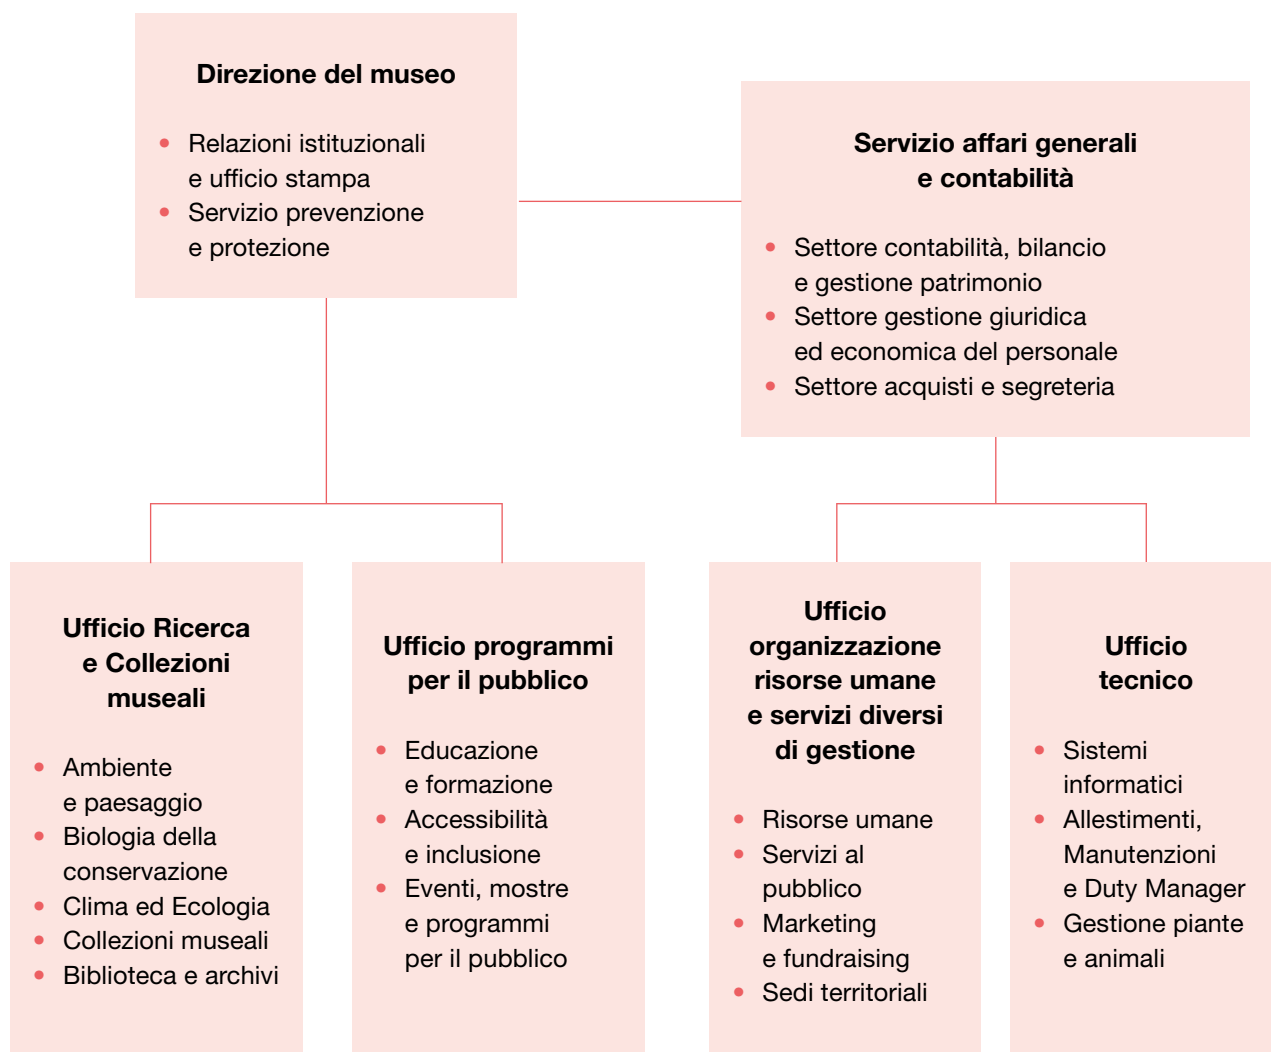 Direzione del museo
• Relazioni istituzionali
e ufficio stampa
• Servizio prevenzione
e protezione
Servizio affari generali
e contabilità
• Settore contabilità, bilancio
e gestione patrimonio
• Settore gestione giuridica
ed economica del personale
• Settore acquisti e segreteria
Ufficio Ricerca
e Collezioni
museali
• Ambiente
e paesaggio
• Biologia della
conservazione
• Clima ed Ecologia
• Collezioni museali
• Biblioteca e archivi
Ufficio programmi
per il pubblico
• Educazione
e formazione
• Accessibilità
e inclusione
• Eventi, mostre
e programmi
per il pubblico
Ufficio
organizzazione
risorse umane
e servizi diversi
di gestione
• Risorse umane
• Servizi al
pubblico
• Marketing
e fundraising
• Sedi territoriali
Ufficio
tecnico
• Sistemi
informatici
• Allestimenti,
Manutenzioni
e Duty Manager
• Gestione piante
e animali